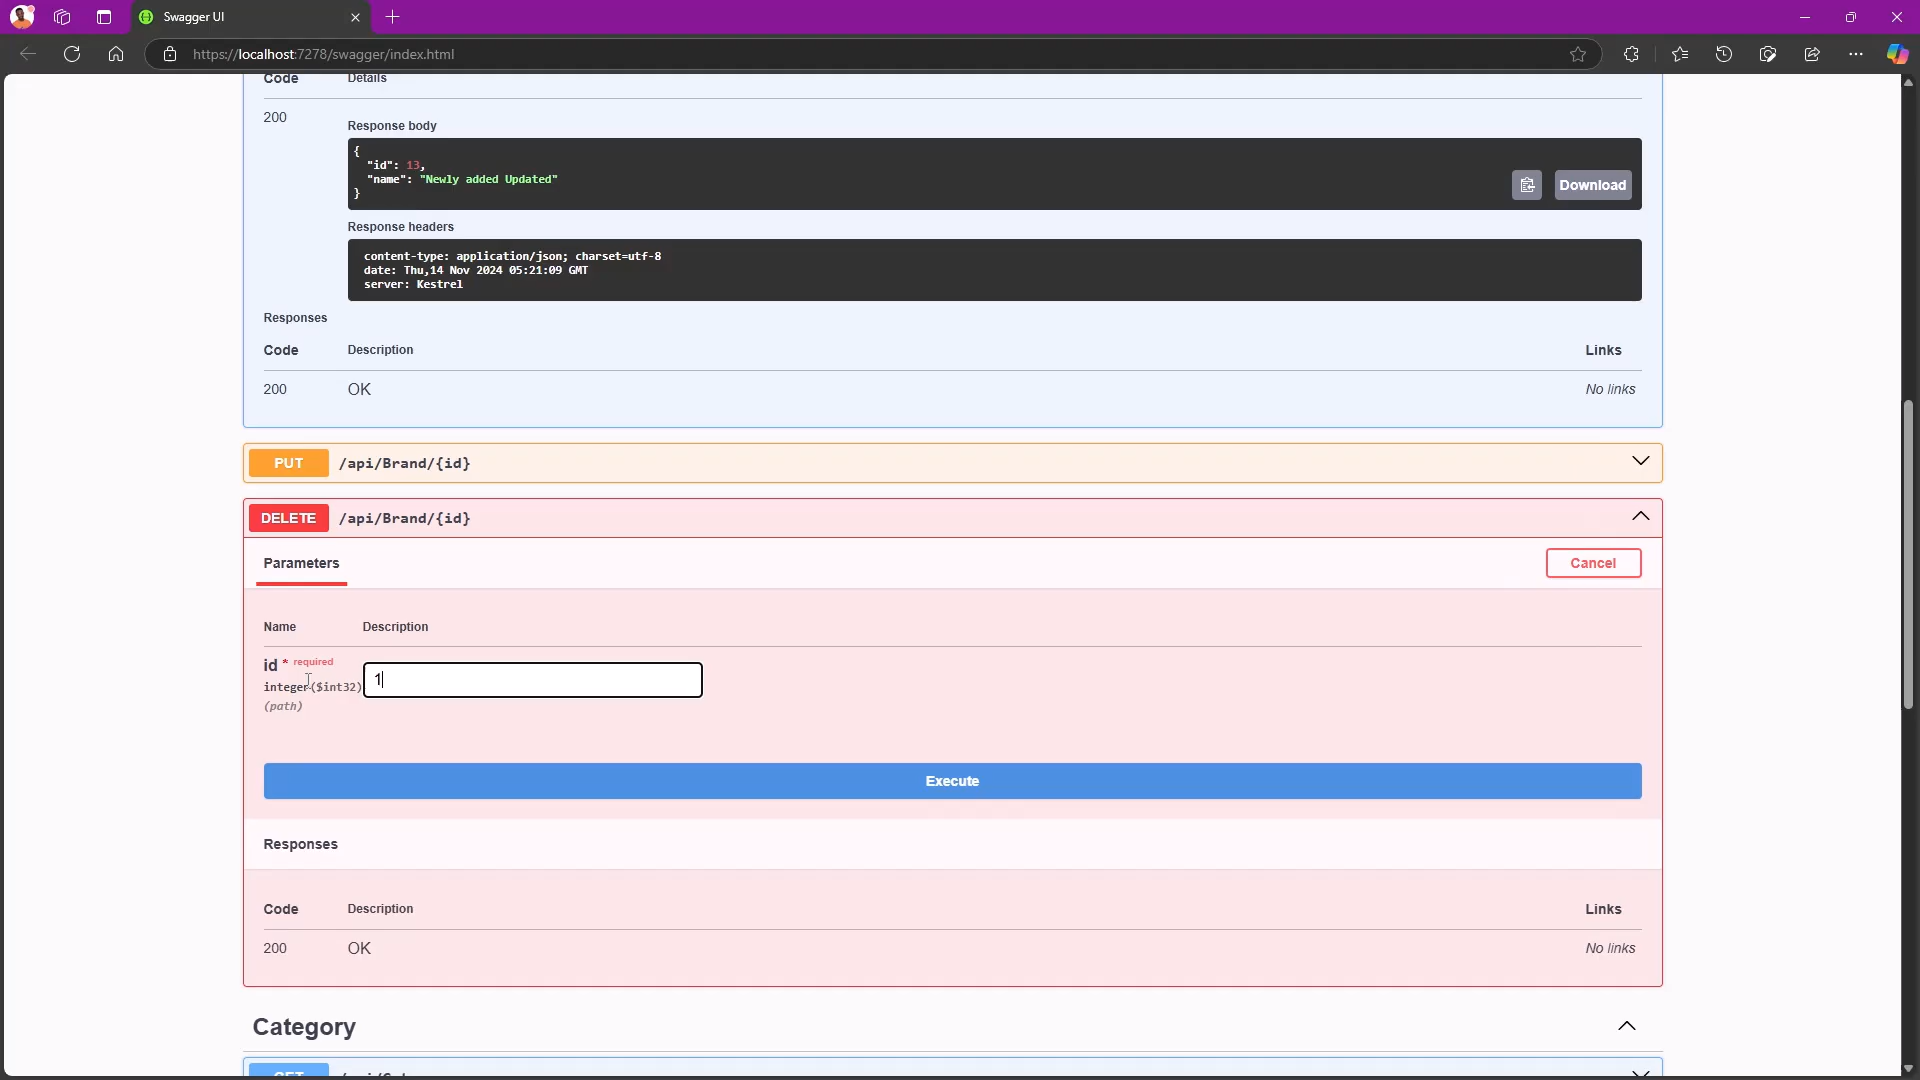 Swagger UI
https://localhost:7278/swagger/index.html
Code Details
200
Response body
{
"id": 13,
"name": "Newly added Updated"
}
Download
Response headers
content-type: application/json; charset=utf-8
date: Thu,14 Nov 2024 05:21:09 GMT
server: Kestrel
Responses
Code Description Links
200 OK No links
PUT /api/Brand/{id}
DELETE /api/Brand/{id}
Parameters Cancel
Name Description
id * required
integer($int32)
(path)
1
Execute
Responses
Code Description Links
200 OK No links
Category